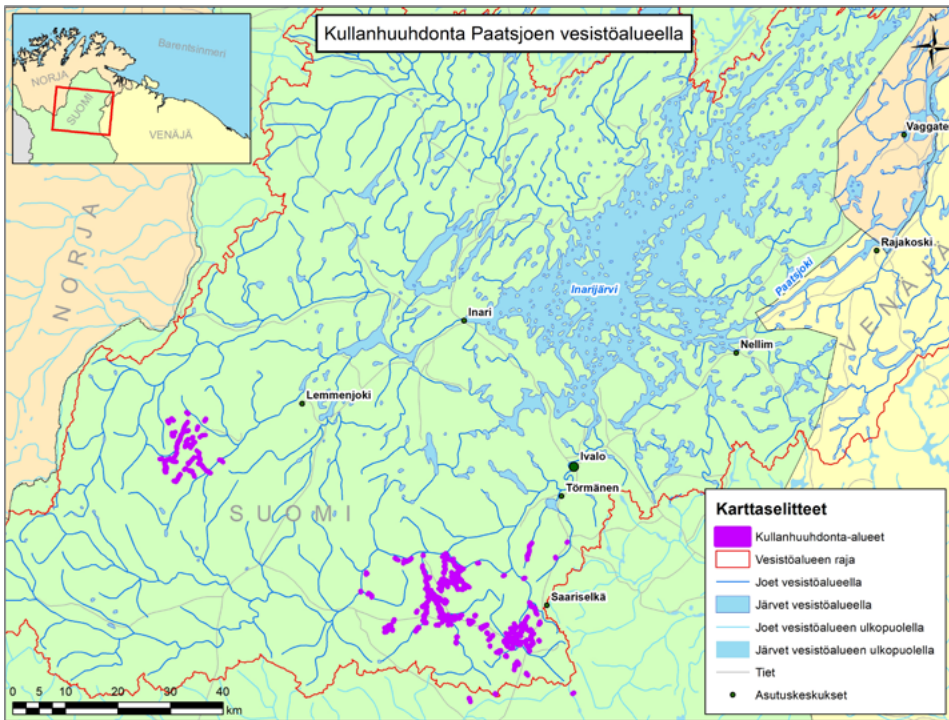 Kullanhuuhdonta Paatsjoen vesistöalueella
Barentsinmeri
NORJA
SUOMI
VENÄJÄ
N
Vaggatem
NORJA
Rajakoski
Paatsjoki
Inarijärvi
VENÄJÄ
Inari
Nellim
Lemmenjoki
Ivalo
Törmänen
SUOMI
Saariselkä
Karttaselitteet
Kullanhuuhdonta-alueet
Vesistöalueen raja
Joet vesistöalueella
Järvet vesistöalueella
Joet vesistöalueen ulkopuolella
Järvet vesistöalueen ulkopuolella
Tiet
Asutuskeskukset
0 5 10 20 30 40
km